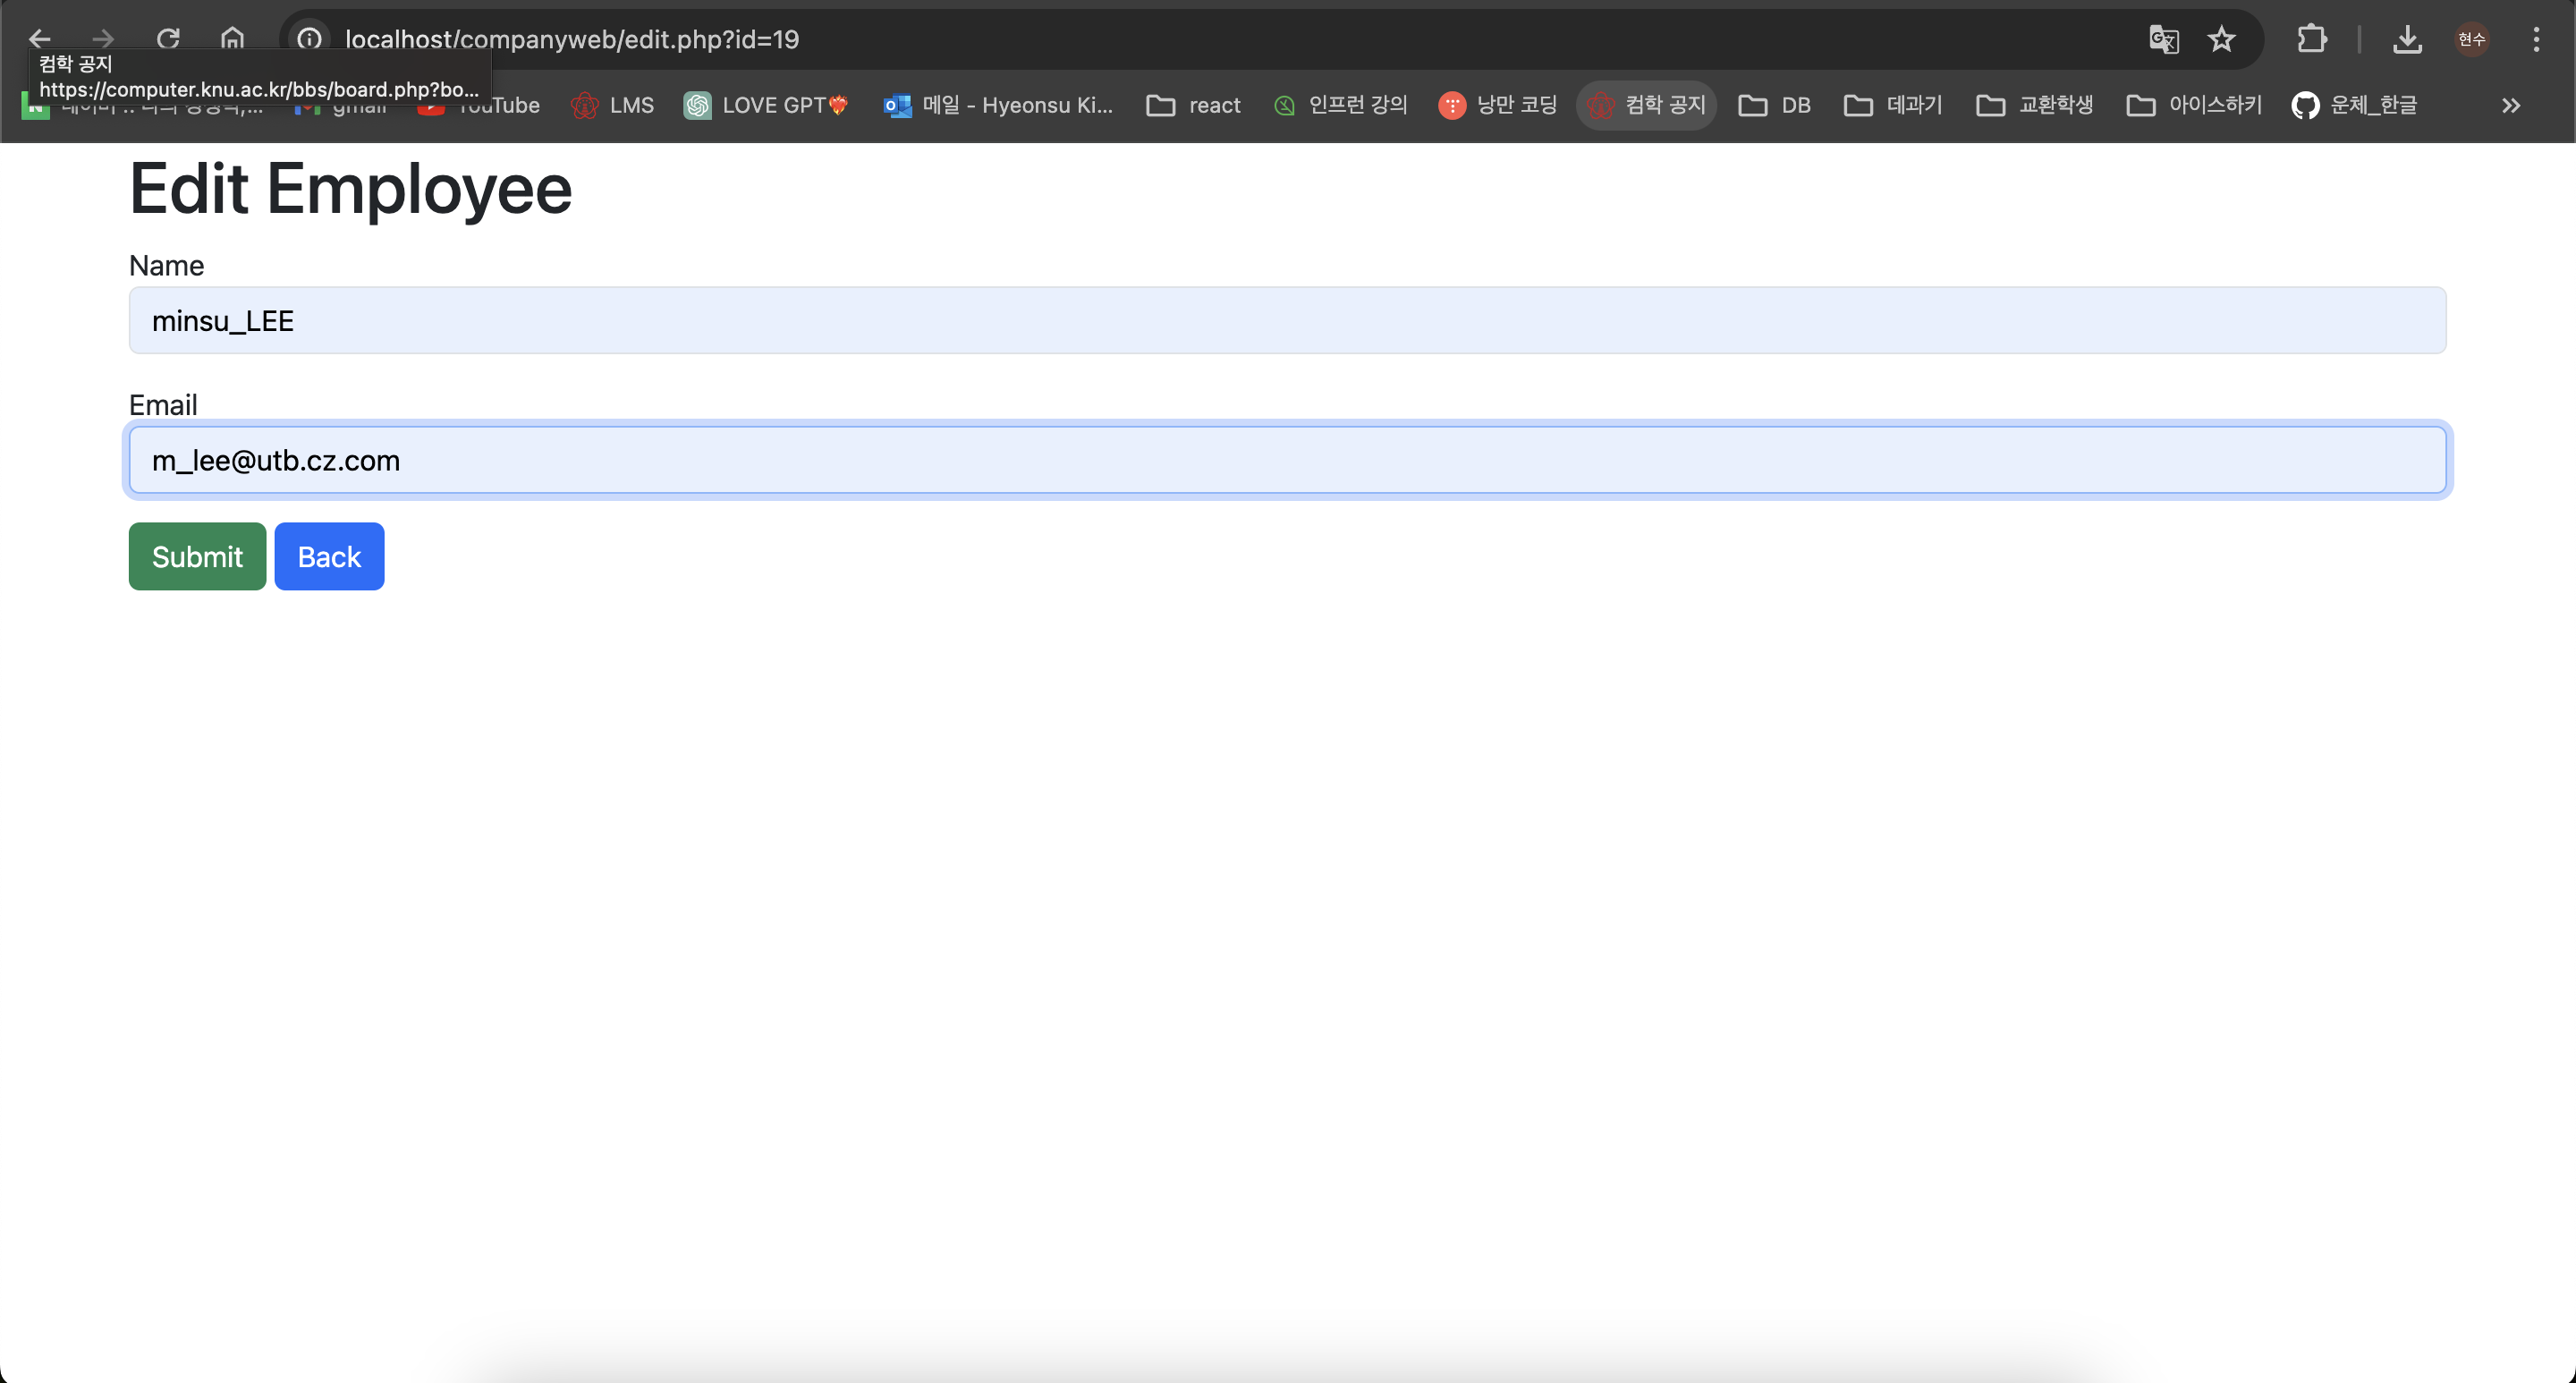 localhost/companyweb/edit.php?id=19
현수
컴학 공지
https://computer.knu.ac.kr/bbs/board.php?bo...
gmail
YouTube
LMS
LOVE GPT❤️‍🔥
메일 - Hyeonsu Ki...
react
인프런 강의
낭만 코딩
컴학 공지
DB
데과기
교환학생
아이스하키
운체_한글
Edit Employee
Name
minsu_LEE
Email
m_lee@utb.cz.com
Submit Back